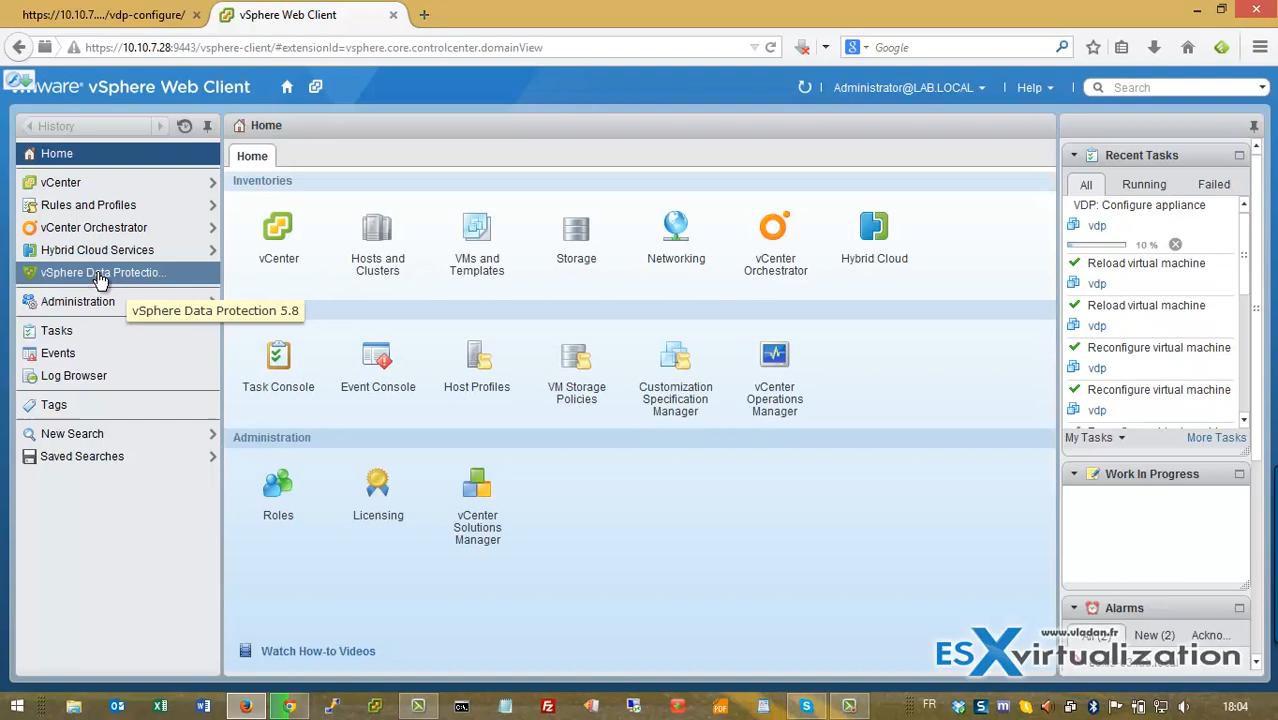 https://10.10.7..../vdp-configure/
vSphere Web Client
https://10.10.7.28:9443/vsphere-client/#extensionId=vsphere.core.controlcenter.domainView
Google
vSphere Web Client
Administrator@LAB.LOCAL
Help
Search
History
Home
vCenter
Rules and Profiles
vCenter Orchestrator
Hybrid Cloud Services
vSphere Data Protectio...
Administration
vSphere Data Protection 5.8
Tasks
Events
Log Browser
Tags
New Search
Saved Searches
Home
Home
Inventories
vCenter
Hosts and
Clusters
VMs and
Templates
Storage
Networking
vCenter
Orchestrator
Hybrid Cloud
Task Console
Event Console
Host Profiles
VM Storage
Policies
Customization
Specification
Manager
vCenter
Operations
Manager
Administration
Roles
Licensing
vCenter
Solutions
Manager
Watch How-to Videos
Recent Tasks
All
Running
Failed
VDP: Configure appliance
vdp
10 %
Reload virtual machine
vdp
Reload virtual machine
vdp
Reconfigure virtual machine
vdp
Reconfigure virtual machine
vdp
My Tasks
More Tasks
Work In Progress
Alarms
All (2)
New (2)
Ackno...
www.vladan.fr
ESXvirtualization
FR
18:04